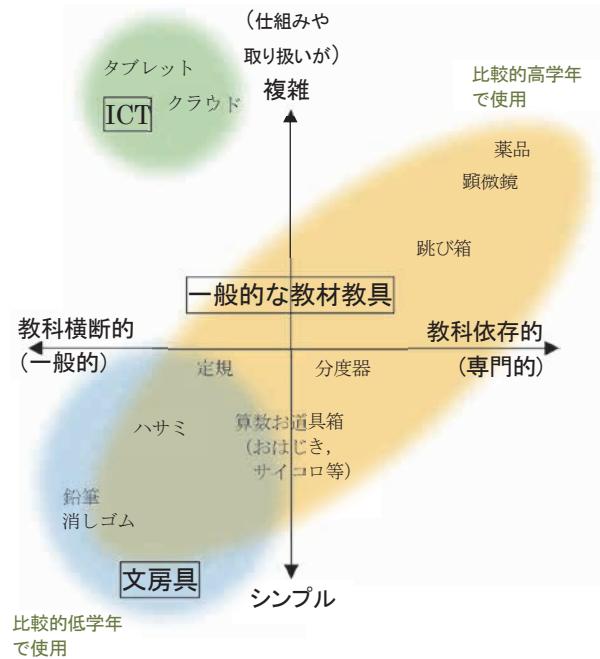 (仕組みや
取り扱いが)
複雑
タブレット
ICT クラウド
比較的高学年
で使用
薬品
顕微鏡
跳び箱
一般的な教材教具
教科横断的
(一般的)
教科依存的
(専門的)
定規
分度器
ハサミ
算数お道具箱
(おはじき,
サイコロ等)
鉛筆
消しゴム
文房具
シンプル
比較的低学年
で使用